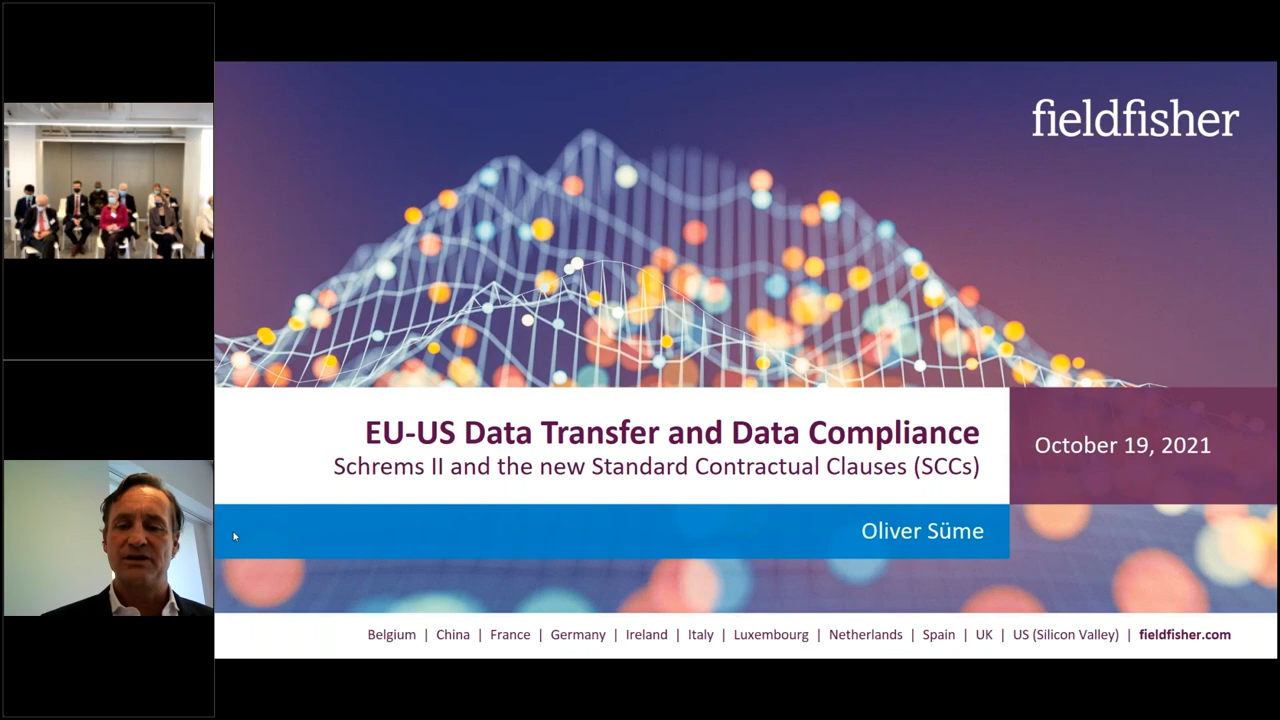 fieldfisher
EU-US Data Transfer and Data Compliance
Schrems II and the new Standard Contractual Clauses (SCCs)
October 19, 2021
Oliver Süme
Belgium | China | France | Germany | Ireland | Italy | Luxembourg | Netherlands | Spain | UK | US (Silicon Valley) | fieldfisher.com